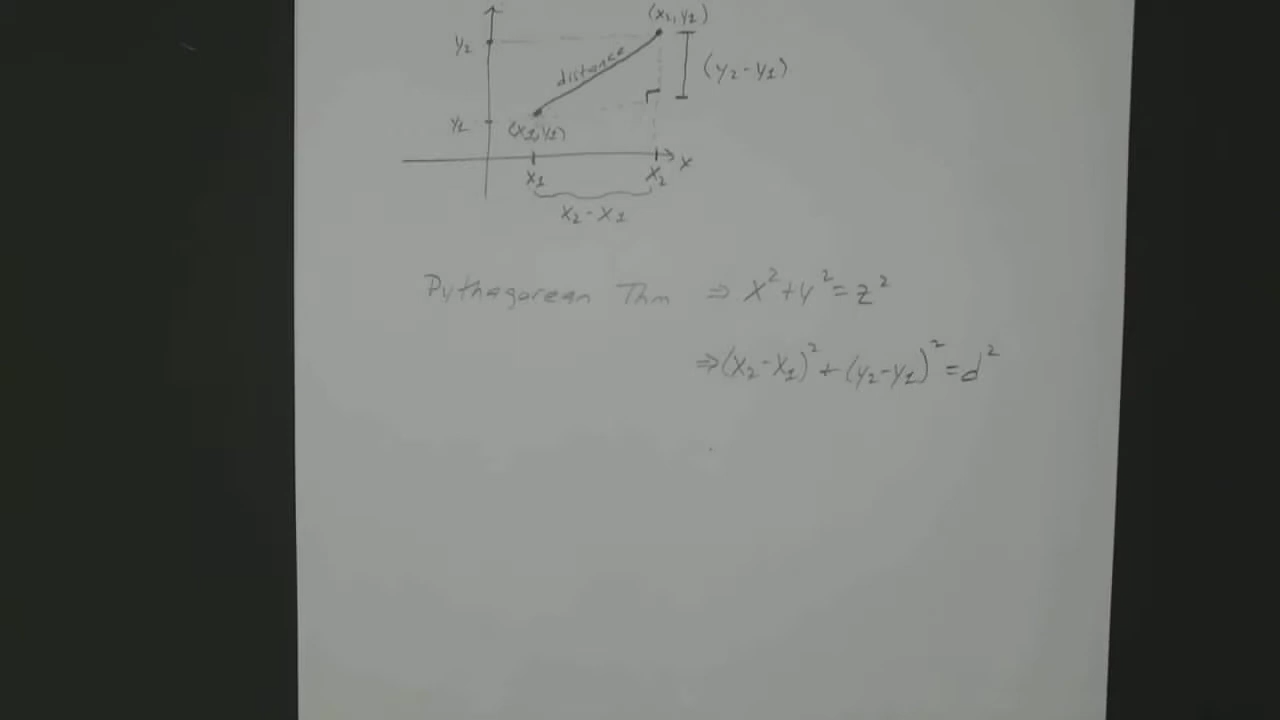 (x₂, y₂)
y₂
distance
(y₂ - y₁)
y₁
(x₁, y₁)
x
x₁
x₂
x₂ - x₁
Pythagorean Thm ⇒ x² + y² = z²
⇒ (x₂ - x₁)² + (y₂ - y₁)² = d²